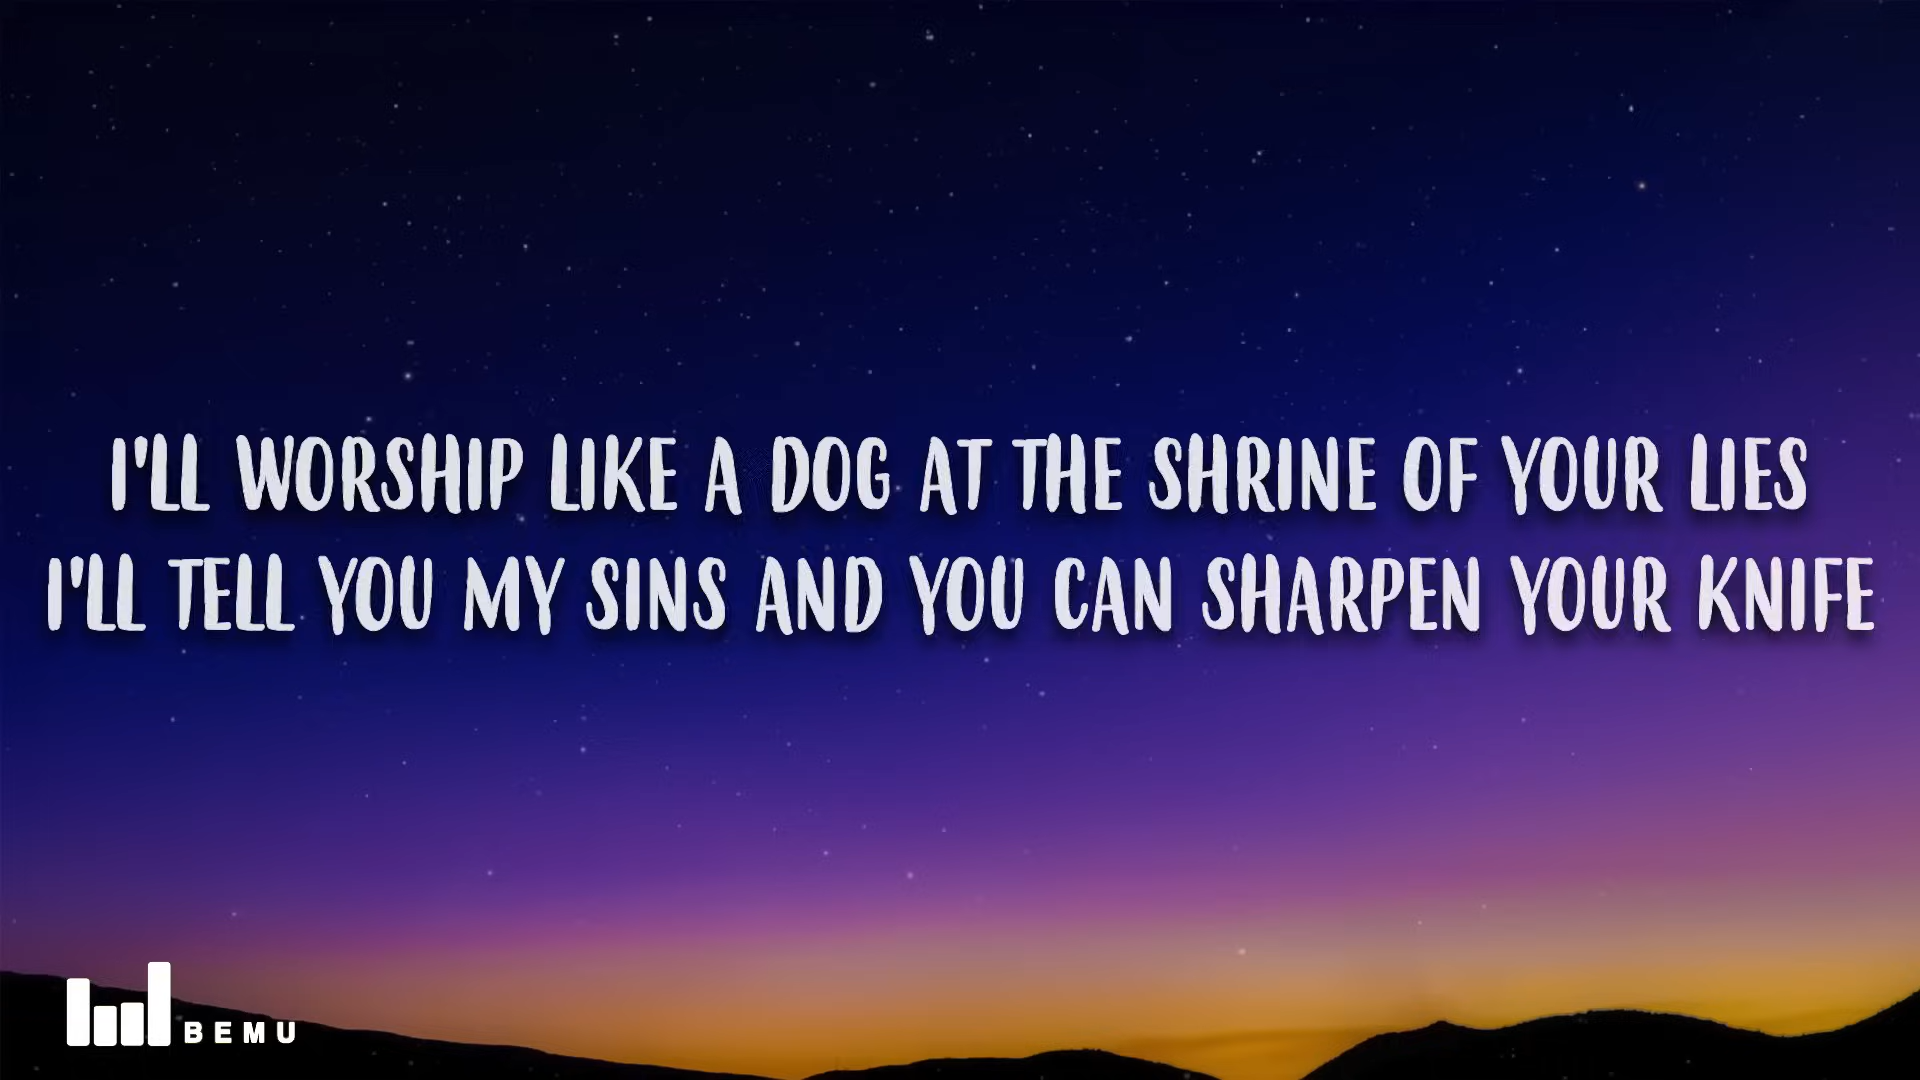 I'LL WORSHIP LIKE A DOG AT THE SHRINE OF YOUR LIES
I'LL TELL YOU MY SINS AND YOU CAN SHARPEN YOUR KNIFE
BEMU